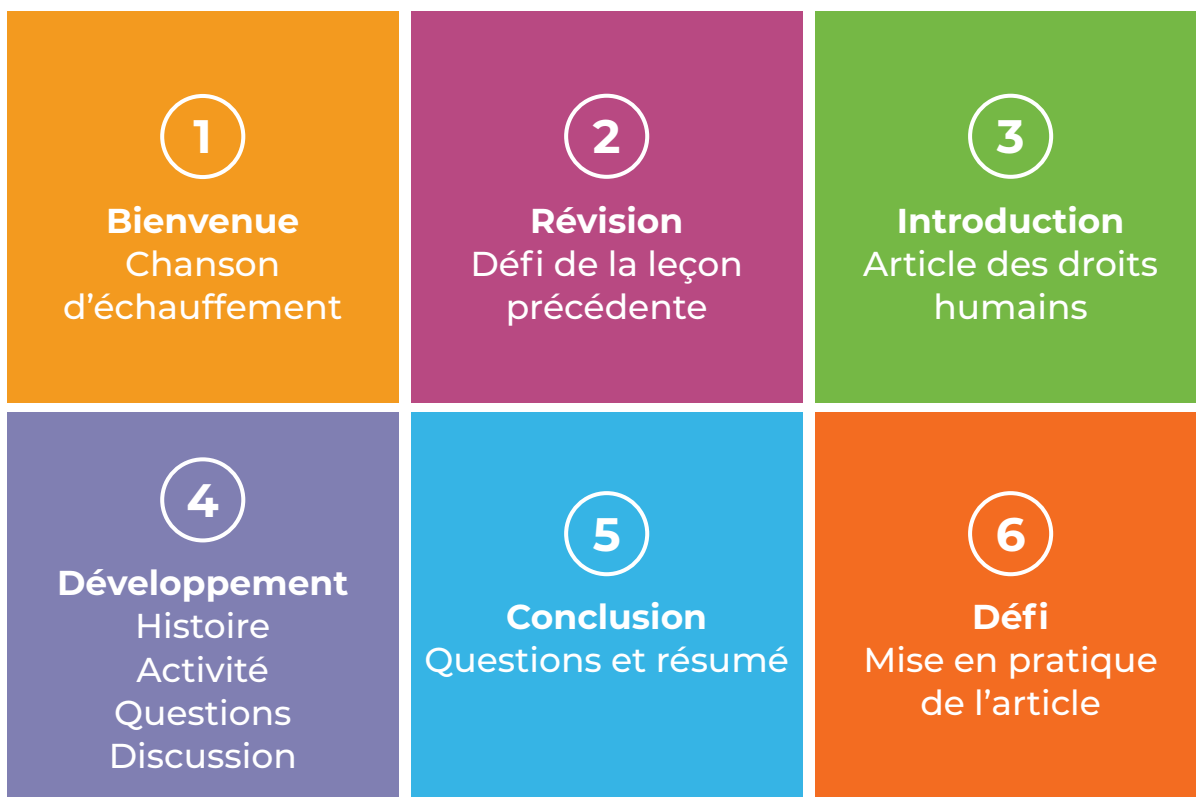 1
Bienvenue
Chanson
d’échauffement
2
Révision
Défi de la leçon
précédente
3
Introduction
Article des droits
humains
4
Développement
Histoire
Activité
Questions
Discussion
5
Conclusion
Questions et résumé
6
Défi
Mise en pratique
de l’article